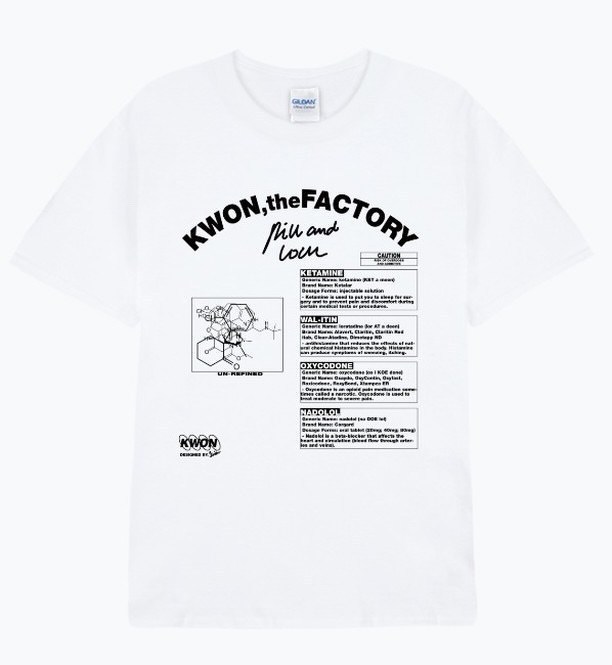 GILDAN
KWON,theFACTORY
pill and
CAUTION
RISK OF OVERDOSE
AND ADDICTION
KETAMINE
Generic Name: ketamine (KET a meen)
Brand Name: Ketalar
Dosage Forms: injectable solution
- Ketamine is used to put you to sleep for sur-
gery and to prevent pain and discomfort during
certain medical tests or procedures.
WAL-ITIN
Generic Name: loratadine (lor AT a deen)
Brand Name: Alavert, Claritin, Claritin Red
itab, Clear-Atadine, Dimetapp ND
- antihistamine that reduces the effects of nat-
ural chemical histamine in the body. Histamine
can produce symptoms of sneezing, itching.
OXYCODONE
Generic Name: oxycodone (ox i KOE done)
Brand Name: Oxaydo, OxyContin, Oxyfast,
Roxicodone, RoxyBond, Xtampza ER
- Oxycodone is an opioid pain medication some-
times called a narcotic. Oxycodone is used to
treat moderate to severe pain.
NADOLOL
Generic Name: nadolol (na DOE lol)
Brand Name: Corgard
Dosage Forms: oral tablet (20mg; 40mg; 80mg)
- Nadolol is a beta-blocker that affects the
heart and circulation (blood flow through arter-
ies and veins).
UN-REFINED
KWON
DESIGNED BY.